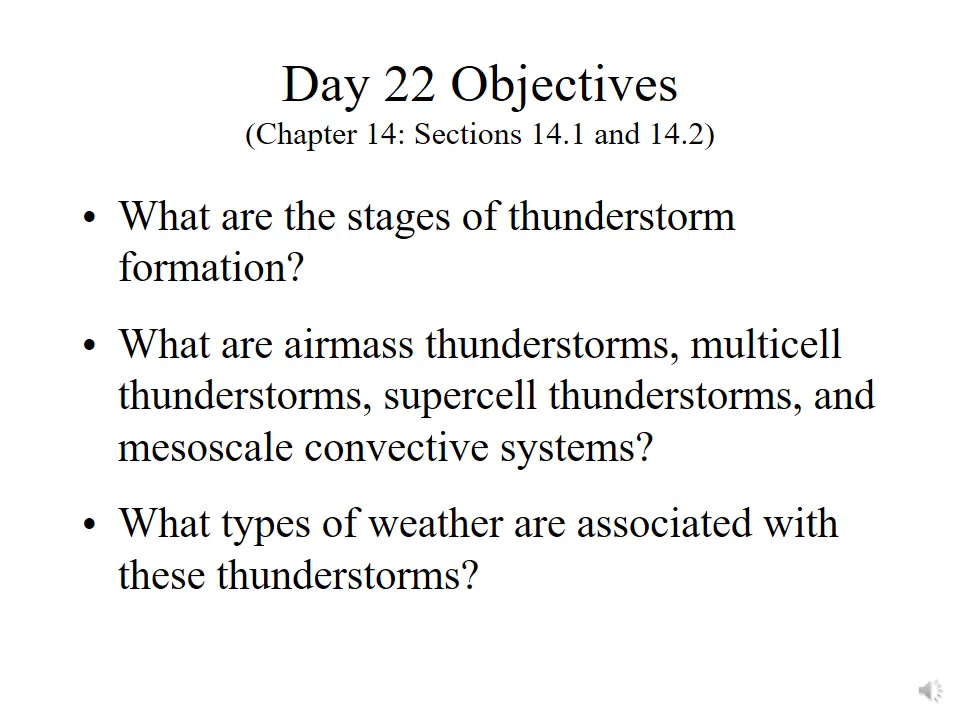 Day 22 Objectives
(Chapter 14: Sections 14.1 and 14.2)
• What are the stages of thunderstorm
formation?
• What are airmass thunderstorms, multicell
thunderstorms, supercell thunderstorms, and
mesoscale convective systems?
• What types of weather are associated with
these thunderstorms?